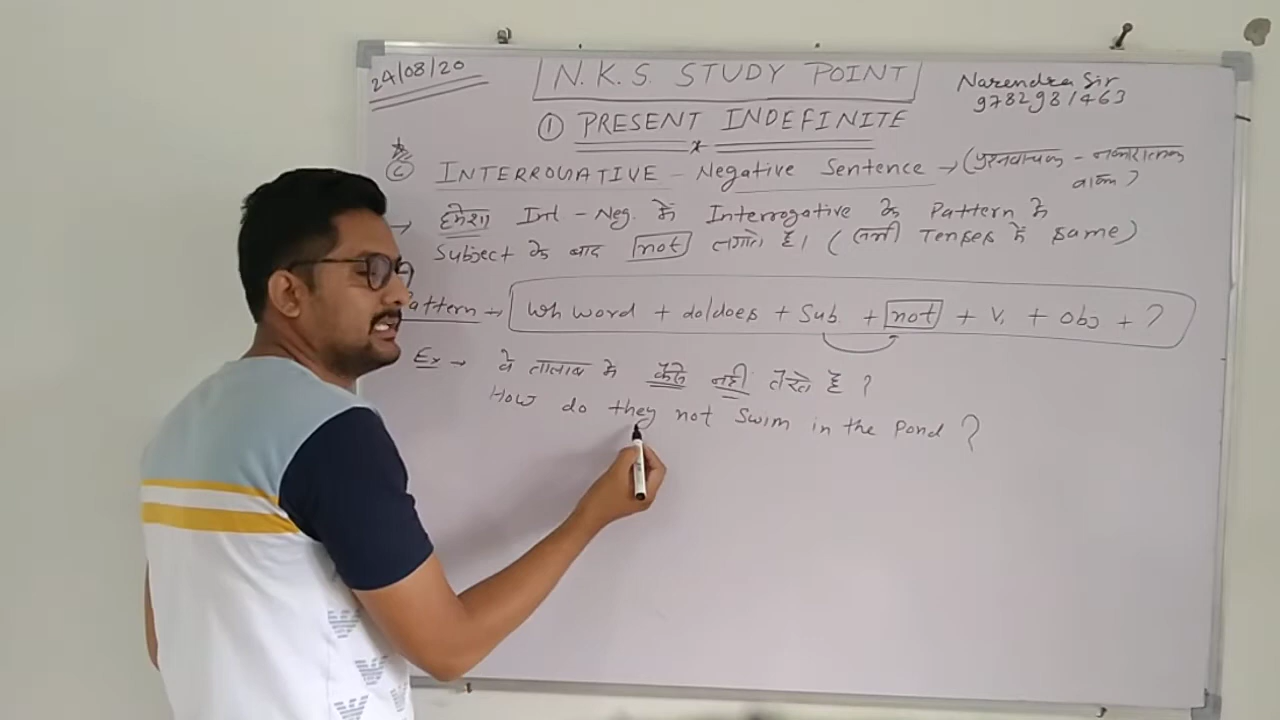 24/08/20
N.K.S. STUDY POINT
Narendra Sir
9782981463
① PRESENT INDEFINITE
(C) INTERROGATIVE - Negative Sentence → (प्रश्नवाचक - नकारात्मक
वाक्य)
→ हमेशा Int - Neg. में Interrogative के Pattern में
Subject के बाद not लगाते हैं। (सभी Tenses में same)
Pattern → Wh word + do/does + Sub. + not + V₁ + obj + ?
Ex → वे तालाब में कैसे नहीं तैरते हैं ?
How do they not swim in the pond ?